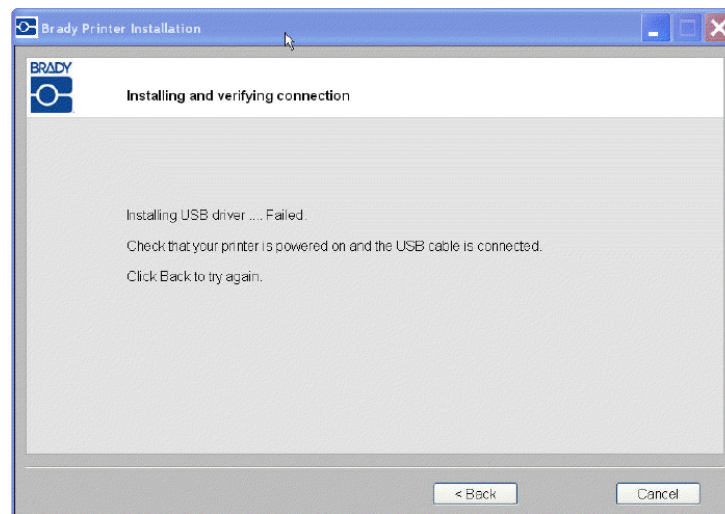 Brady Printer Installation
BRADY
Installing and verifying connection
Installing USB driver .... Failed.
Check that your printer is powered on and the USB cable is connected.
Click Back to try again.
< Back
Cancel